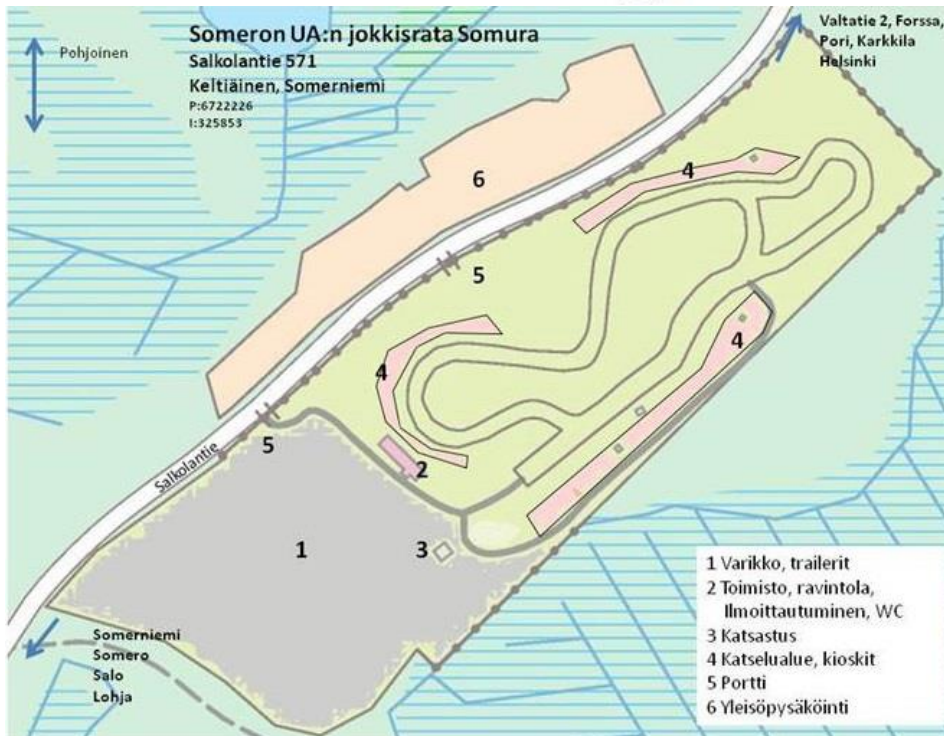 Someron UA:n jokkisrata Somura
Salkolantie 571
Keltiäinen, Somerniemi
P:6722226
I:325853
Pohjoinen
Valtatie 2, Forssa,
Pori, Karkkila
Helsinki
6
4
5
4
4
5
2
Salkolantie
1
3
Somerniemi
Somero
Salo
Lohja
1 Varikko, trailerit
2 Toimisto, ravintola,
Ilmoittautuminen, WC
3 Katsastus
4 Katselualue, kioskit
5 Portti
6 Yleisöpysäköinti